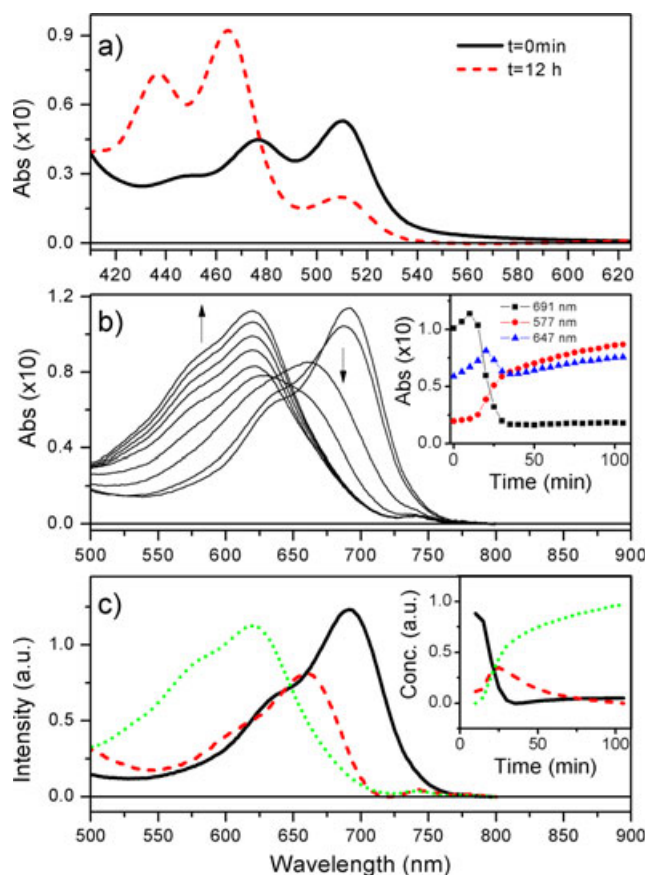 a)
t=0min
t=12 h
Abs (x10)
0.9
0.6
0.3
0.0
420 440 460 480 500 520 540 560 580 600 620
b)
Abs (x10)
1.2
0.8
0.4
0.0
500 550 600 650 700 750 800 850 900
691 nm
577 nm
647 nm
Abs (x10)
1.0
0.5
0.0
0 50 100
Time (min)
c)
Intensity (a.u.)
1.0
0.5
0.0
500 550 600 650 700 750 800 850 900
Wavelength (nm)
Conc. (a.u.)
1.0
0.5
0.0
50 100
Time (min)